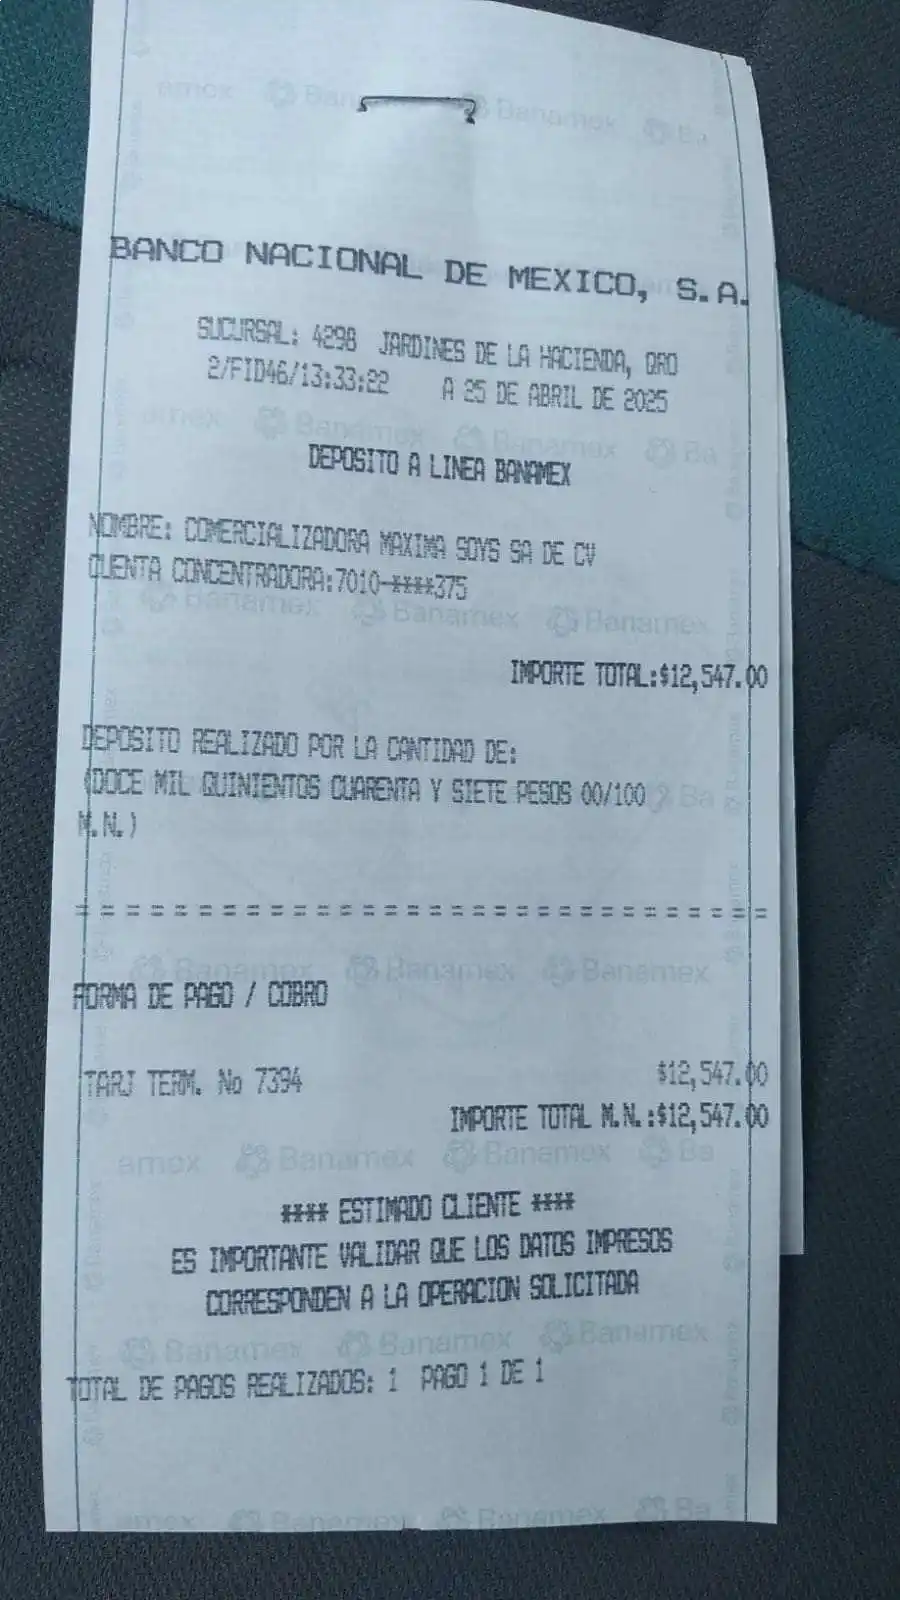 BANCO NACIONAL DE MEXICO, S.A.
SUCURSAL: 4298 JARDINES DE LA HACIENDA, QRO
2/FID46/13:33:22 A 25 DE ABRIL DE 2025
DEPOSITO A LINEA BANAMEX
NOMBRE: COMERCIALIZADORA MAXIMA SOYS SA DE CV
CUENTA CONCENTRADORA:7010-****375
IMPORTE TOTAL:$12,547.00
DEPOSITO REALIZADO POR LA CANTIDAD DE:
(DOCE MIL QUINIENTOS CUARENTA Y SIETE PESOS 00/100
M.N.)
================================
FORMA DE PAGO / COBRO
TARJ TERM. No 7394 $12,547.00
IMPORTE TOTAL M.N.:$12,547.00
**** ESTIMADO CLIENTE ****
ES IMPORTANTE VALIDAR QUE LOS DATOS IMPRESOS
CORRESPONDEN A LA OPERACION SOLICITADA
TOTAL DE PAGOS REALIZADOS: 1 PAGO 1 DE 1